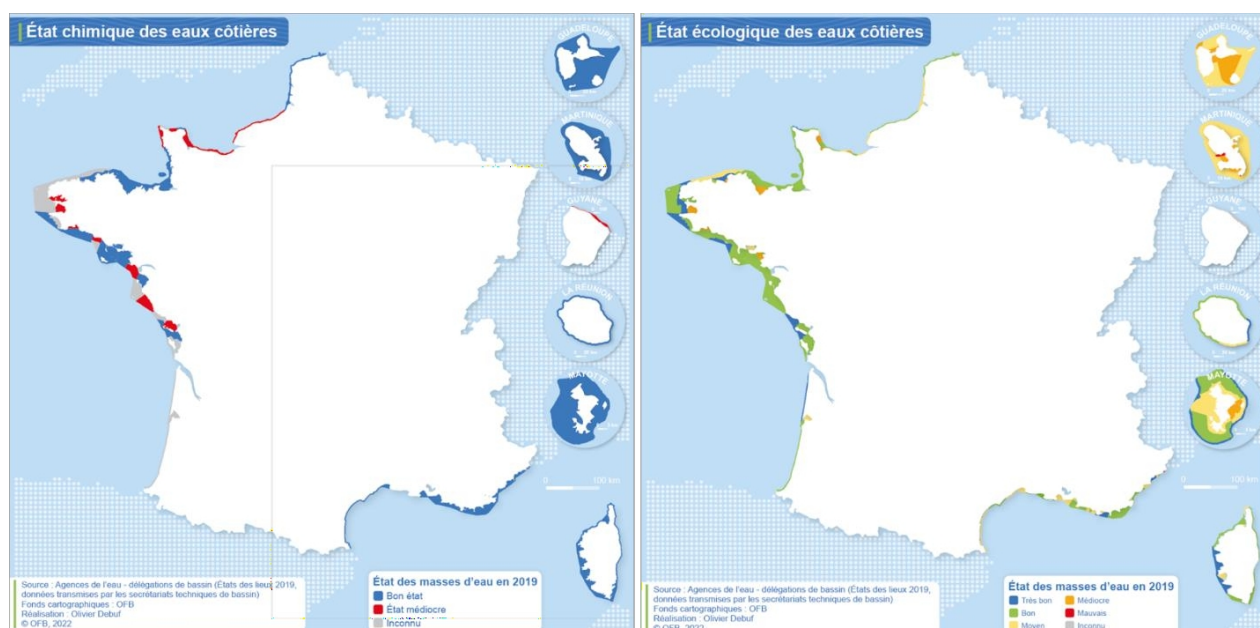 État chimique des eaux côtières
GUADELOUPE
MARTINIQUE
GUYANE
LA RÉUNION
MAYOTTE
0 100 km
Source : Agences de l'eau - délégations de bassin (États des lieux 2019,
données transmises par les secrétariats techniques de bassin)
Fonds cartographiques : OFB
Réalisation : Olivier Debuf
© OFB, 2022
État des masses d'eau en 2019
Bon état
État médiocre
Inconnu
État écologique des eaux côtières
GUADELOUPE
MARTINIQUE
GUYANE
LA RÉUNION
MAYOTTE
0 100 km
Source : Agences de l'eau - délégations de bassin (États des lieux 2019,
données transmises par les secrétariats techniques de bassin)
Fonds cartographiques : OFB
Réalisation : Olivier Debuf
© OFB, 2022
État des masses d'eau en 2019
Très bon
Médiocre
Bon
Mauvais
Moyen
Inconnu